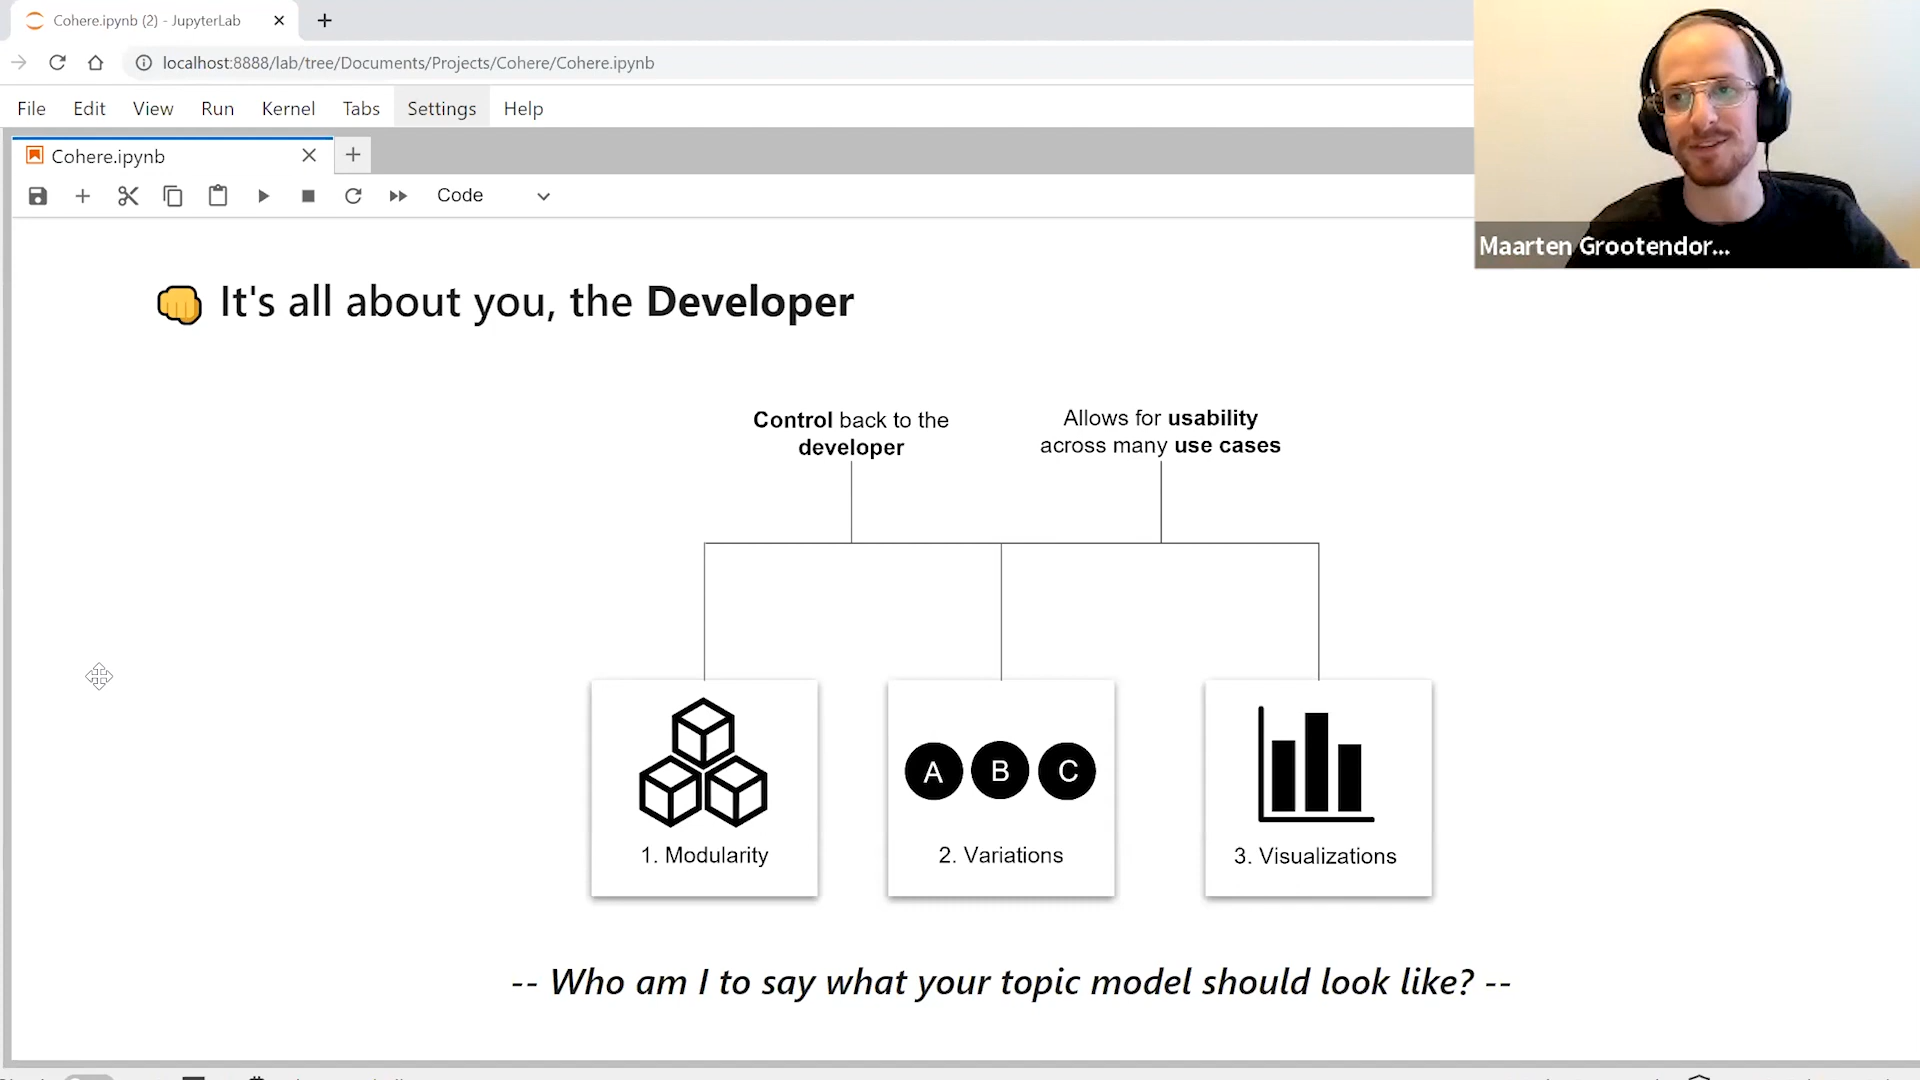 Cohere.ipynb (2) - JupyterLab
localhost:8888/lab/tree/Documents/Projects/Cohere/Cohere.ipynb
File Edit View Run Kernel Tabs Settings Help
Cohere.ipynb
Code
Maarten Grootendor...
It's all about you, the Developer
Control back to the
developer
Allows for usability
across many use cases
A B C
1. Modularity
2. Variations
3. Visualizations
-- Who am I to say what your topic model should look like? --